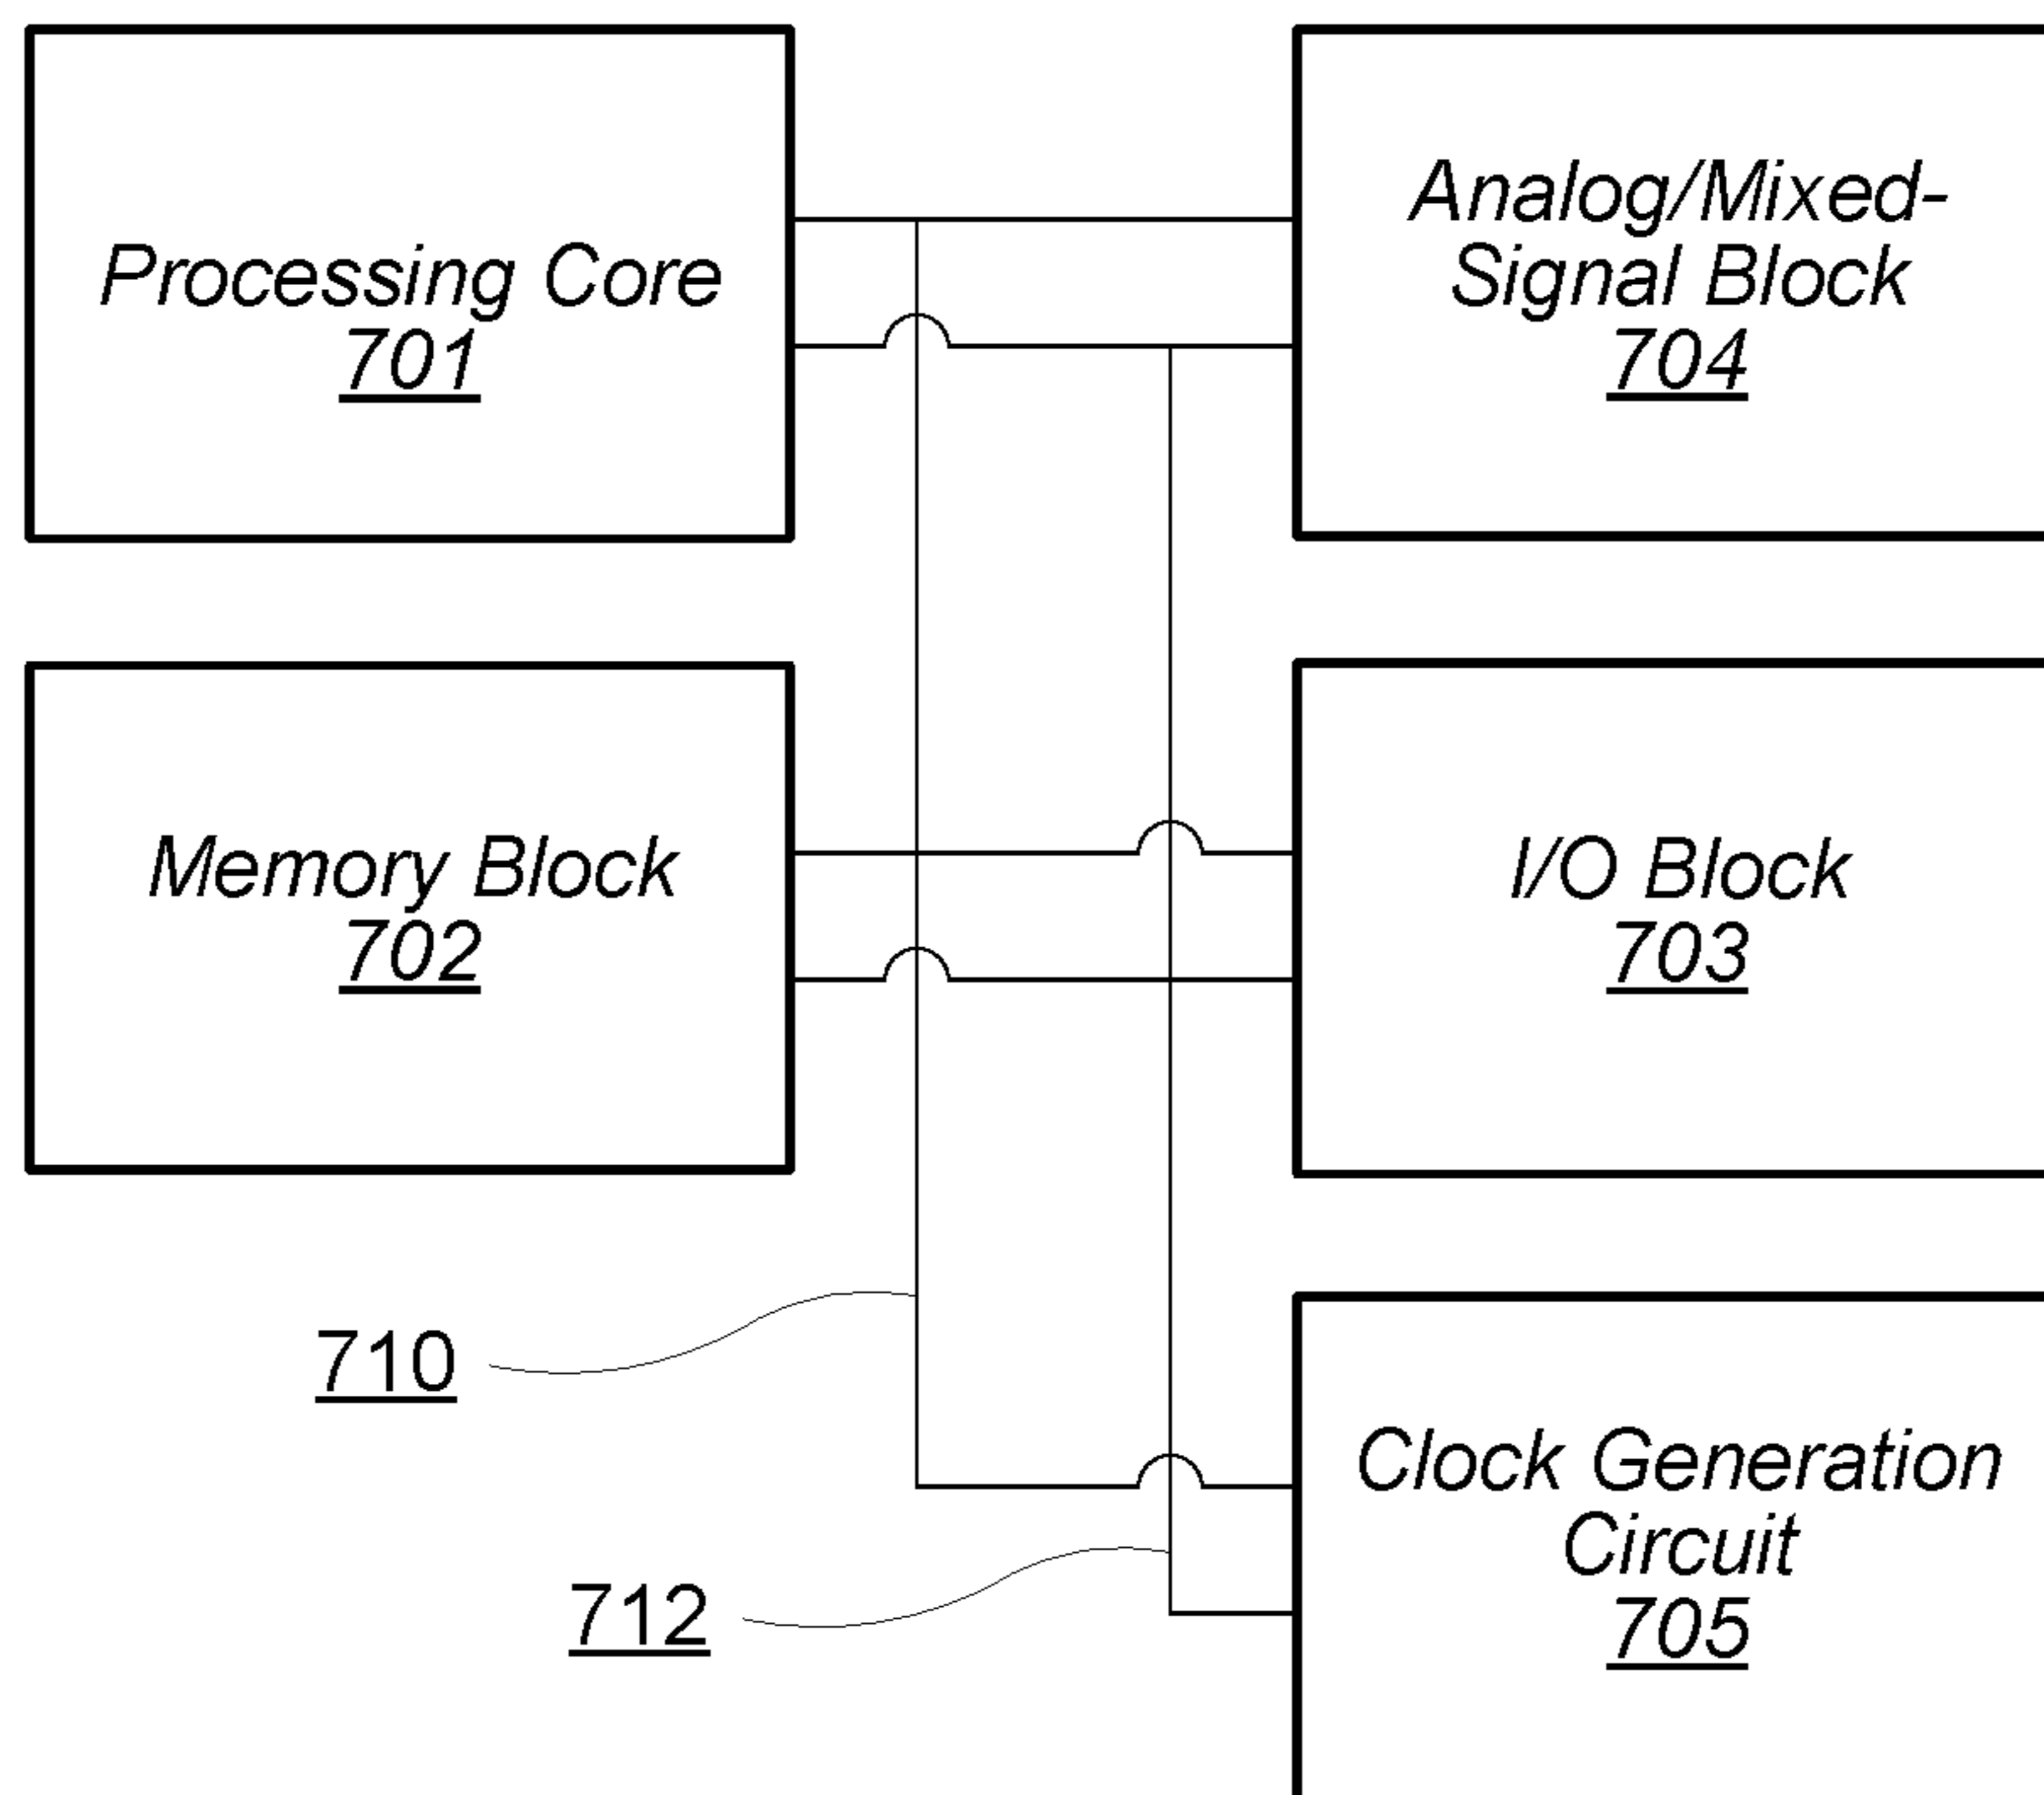 Processing Core
701
Analog/Mixed-
Signal Block
704
Memory Block
702
I/O Block
703
710
712
Clock Generation
Circuit
705